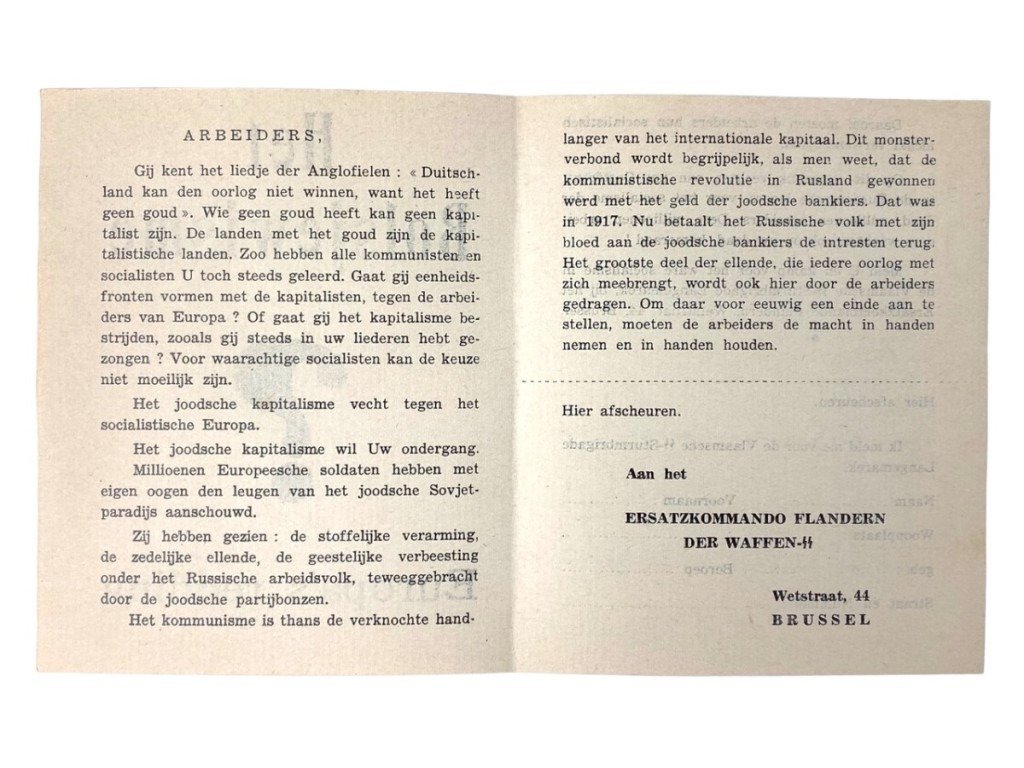 ARBEIDERS,
Gij kent het liedje der Anglofielen : « Duitsch-
land kan den oorlog niet winnen, want het heeft
geen goud ». Wie geen goud heeft kan geen kapi-
talist zijn. De landen met het goud zijn de kapi-
talistische landen. Zoo hebben alle kommunisten en
socialisten U toch steeds geleerd. Gaat gij eenheids-
fronten vormen met de kapitalisten, tegen de arbei-
ders van Europa ? Of gaat gij het kapitalisme be-
strijden, zooals gij steeds in uw liederen hebt ge-
zongen ? Voor waarachtige socialisten kan de keuze
niet moeilijk zijn.
Het joodsche kapitalisme vecht tegen het
socialistische Europa.
Het joodsche kapitalisme wil Uw ondergang.
Millioenen Europeesche soldaten hebben met
eigen oogen den leugen van het joodsche Sovjet-
paradijs aanschouwd.
Zij hebben gezien : de stoffelijke verarming,
de zedelijke ellende, de geestelijke verbeesting
onder het Russische arbeidsvolk, teweeggebracht
door de joodsche partijbonzen.
Het kommunisme is thans de verknochte hand-
langer van het internationale kapitaal. Dit monster-
verbond wordt begrijpelijk, als men weet, dat de
kommunistische revolutie in Rusland gewonnen
werd met het geld der joodsche bankiers. Dat was
in 1917. Nu betaalt het Russische volk met zijn
bloed aan de joodsche bankiers de intresten terug.
Het grootste deel der ellende, die iedere oorlog met
zich meebrengt, wordt ook hier door de arbeiders
gedragen. Om daar voor eeuwig een einde aan te
stellen, moeten de arbeiders de macht in handen
nemen en in handen houden.
Hier afscheuren.
Aan het
ERSATZKOMMANDO FLANDERN
DER WAFFEN-ᛋᛋ
Wetstraat, 44
BRUSSEL